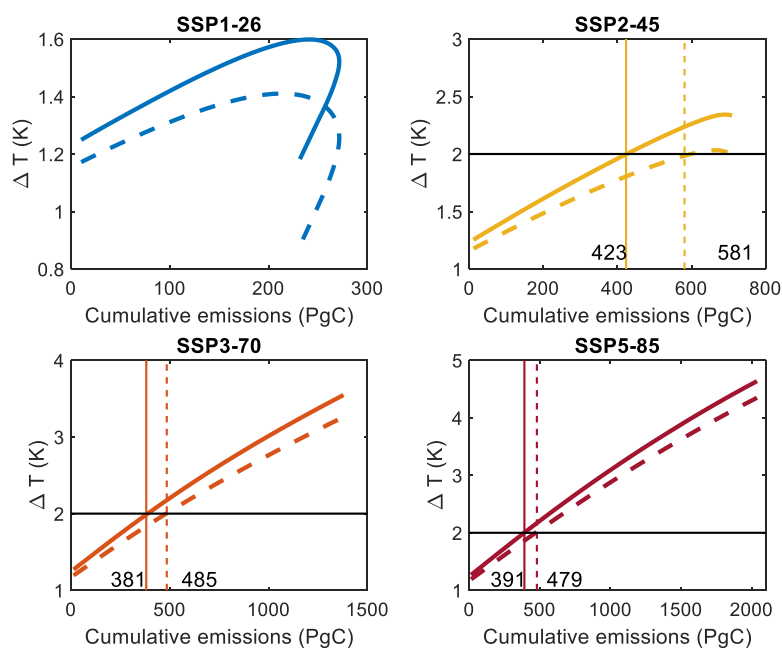 SSP1-26
1.6
1.4
1.2
1
0.8
Δ T (K)
0 100 200 300
Cumulative emissions (PgC)
SSP2-45
3
2.5
2
1.5
1
Δ T (K)
423 581
0 200 400 600 800
Cumulative emissions (PgC)
SSP3-70
4
3
2
1
Δ T (K)
381 485
0 500 1000 1500
Cumulative emissions (PgC)
SSP5-85
5
4
3
2
1
Δ T (K)
391 479
0 500 1000 1500 2000
Cumulative emissions (PgC)